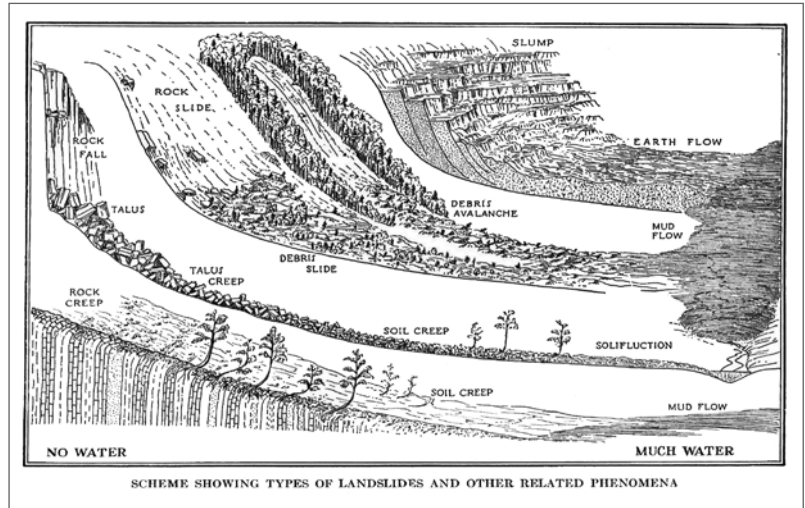 SLUMP
ROCK
SLIDE
EARTH FLOW
ROCK
FALL
TALUS
DEBRIS
AVALANCHE
MUD
FLOW
DEBRIS
SLIDE
TALUS
CREEP
ROCK
CREEP
SOIL CREEP
SOLIFLUCTION
SOIL CREEP
MUD FLOW
NO WATER
MUCH WATER
SCHEME SHOWING TYPES OF LANDSLIDES AND OTHER RELATED PHENOMENA